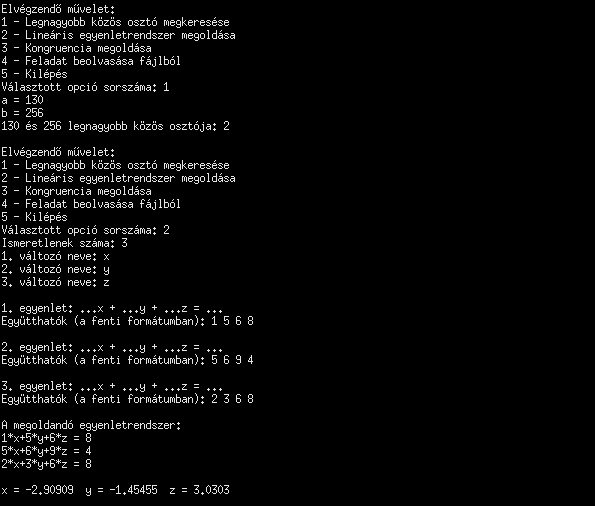 Elvégzendő művelet:
1 - Legnagyobb közös osztó megkeresése
2 - Lineáris egyenletrendszer megoldása
3 - Kongruencia megoldása
4 - Feladat beolvasása fájlból
5 - Kilépés
Választott opció sorszáma: 1
a = 130
b = 256
130 és 256 legnagyobb közös osztója: 2
Elvégzendő művelet:
1 - Legnagyobb közös osztó megkeresése
2 - Lineáris egyenletrendszer megoldása
3 - Kongruencia megoldása
4 - Feladat beolvasása fájlból
5 - Kilépés
Választott opció sorszáma: 2
Ismeretlenek száma: 3
1. változó neve: x
2. változó neve: y
3. változó neve: z
1. egyenlet: ...x + ...y + ...z = ...
Együtthatók (a fenti formátumban): 1 5 6 8
2. egyenlet: ...x + ...y + ...z = ...
Együtthatók (a fenti formátumban): 5 6 9 4
3. egyenlet: ...x + ...y + ...z = ...
Együtthatók (a fenti formátumban): 2 3 6 8
A megoldandó egyenletrendszer:
1*x+5*y+6*z = 8
5*x+6*y+9*z = 4
2*x+3*y+6*z = 8
x = -2.90909  y = -1.45455  z = 3.0303